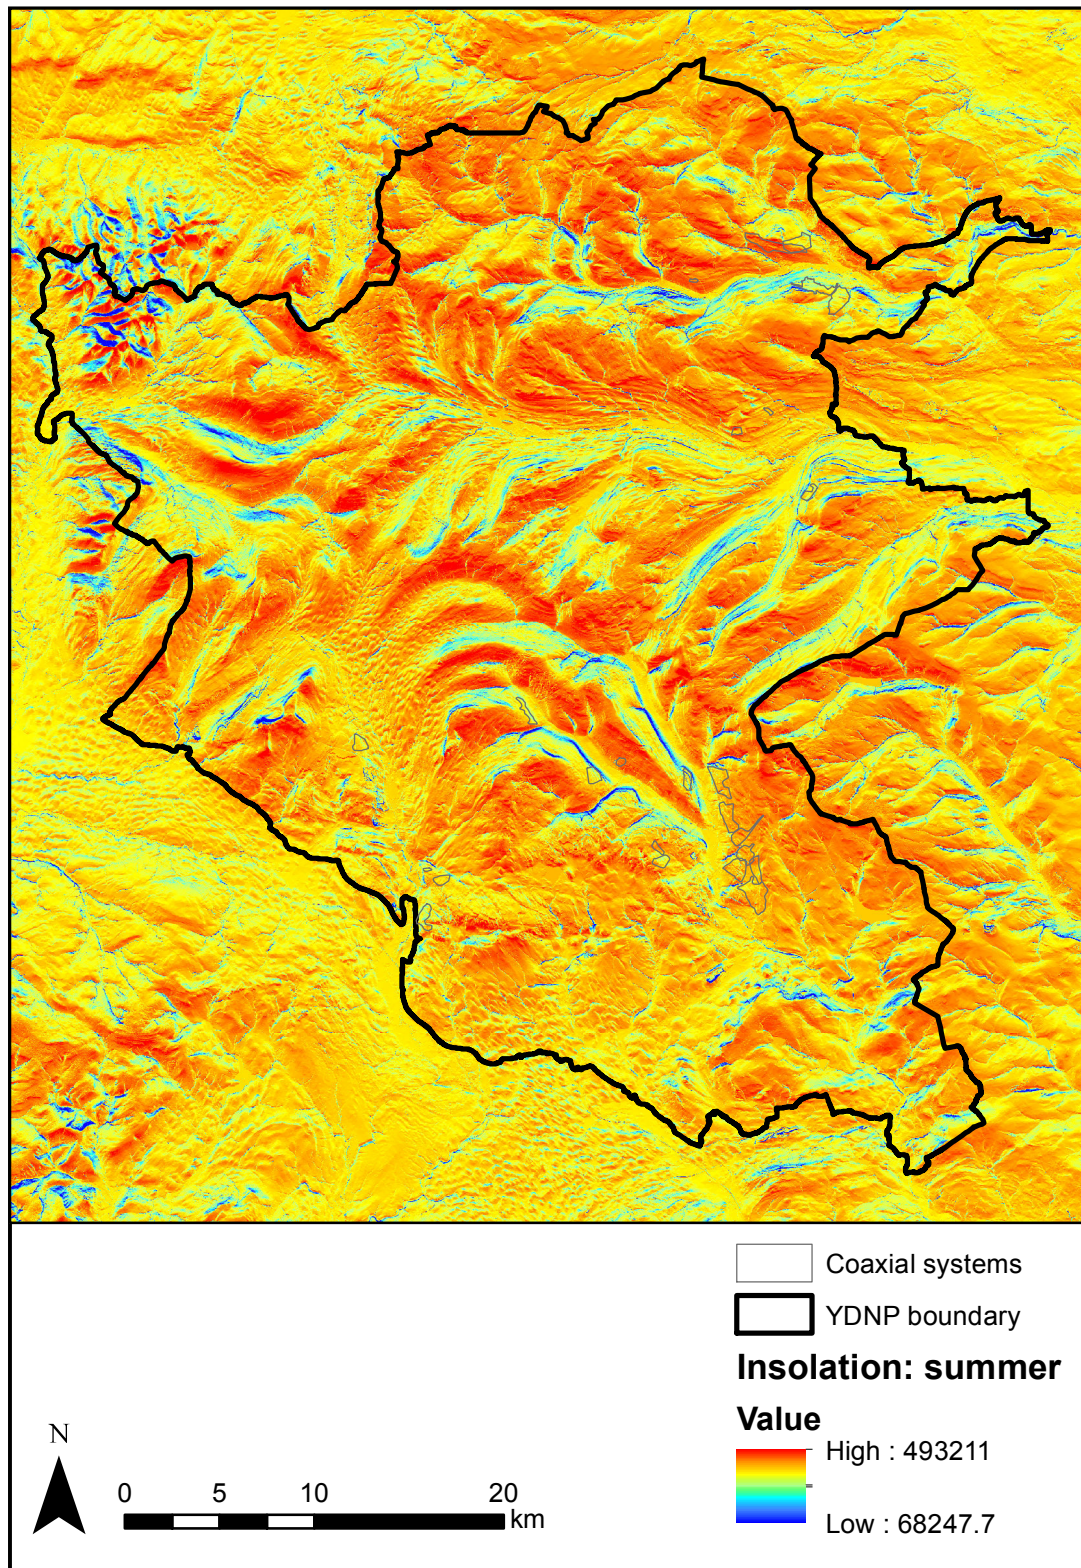 Coaxial systems
YDNP boundary
Insolation: summer
Value
High : 493211
Low : 68247.7
N
0 5 10 20
km